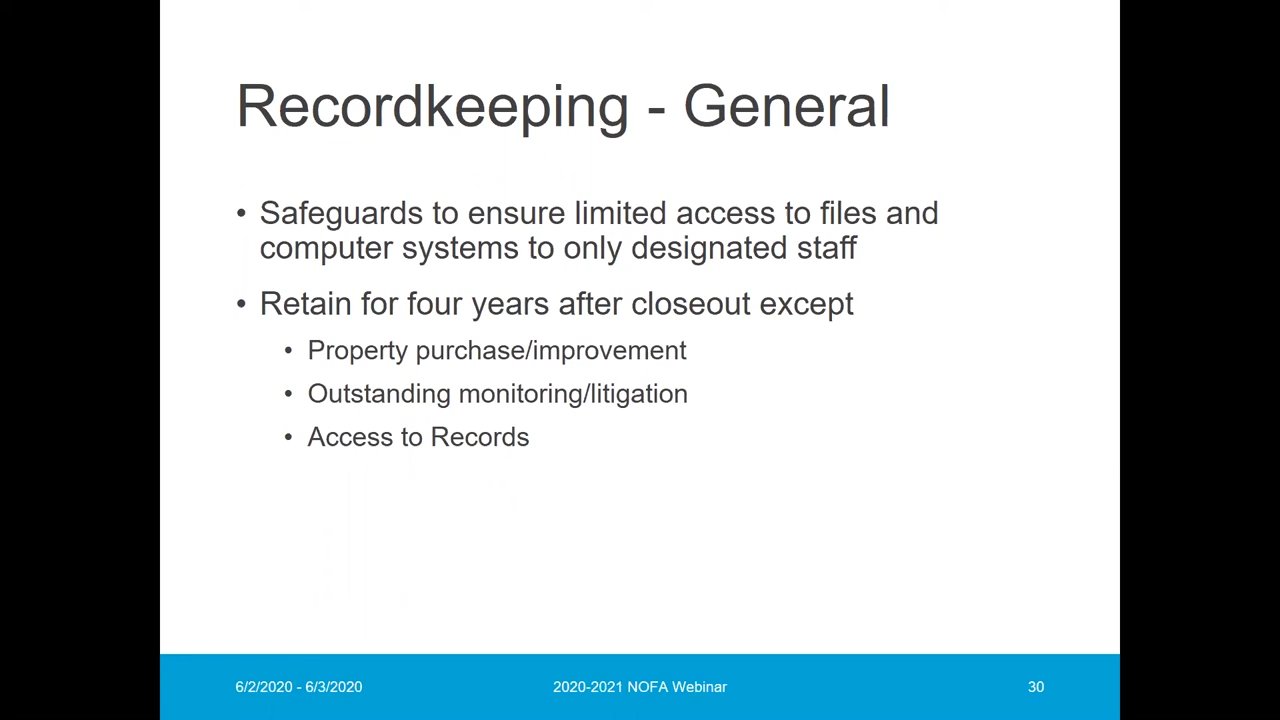 Recordkeeping - General
• Safeguards to ensure limited access to files and
computer systems to only designated staff
• Retain for four years after closeout except
• Property purchase/improvement
• Outstanding monitoring/litigation
• Access to Records
6/2/2020 - 6/3/2020
2020-2021 NOFA Webinar
30